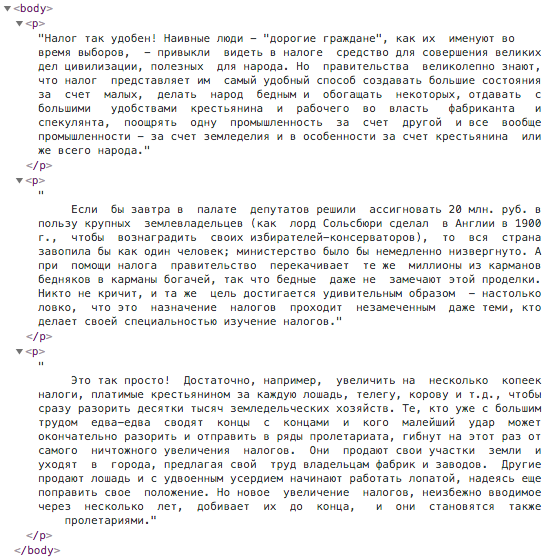 ▼<body>
▼<p>
"Налог так удобен! Наивные люди - "дорогие граждане", как их именуют во
время выборов, - привыкли видеть в налоге средство для совершения великих
дел цивилизации, полезных для народа. Но правительства великолепно знают,
что налог представляет им самый удобный способ создавать большие состояния
за счет малых, делать народ бедным и обогащать некоторых, отдавать с
большими удобствами крестьянина и рабочего во власть фабриканта и
спекулянта, поощрять одну промышленность за счет другой и все вообще
промышленности - за счет земледелия и в особенности за счет крестьянина или
же всего народа."
</p>
▼<p>
"
Если бы завтра в палате депутатов решили ассигновать 20 млн. руб. в
пользу крупных землевладельцев (как лорд Сольсбюри сделал в Англии в 1900
г., чтобы вознаградить своих избирателей-консерваторов), то вся страна
завопила бы как один человек; министерство было бы немедленно низвергнуто. А
при помощи налога правительство перекачивает те же миллионы из карманов
бедняков в карманы богачей, так что бедные даже не замечают этой проделки.
Никто не кричит, и та же цель достигается удивительным образом - настолько
ловко, что это назначение налогов проходит незамеченным даже теми, кто
делает своей специальностью изучение налогов."
</p>
▼<p>
"
Это так просто! Достаточно, например, увеличить на несколько копеек
налоги, платимые крестьянином за каждую лошадь, телегу, корову и т.д., чтобы
сразу разорить десятки тысяч земледельческих хозяйств. Те, кто уже с большим
трудом едва-едва сводят концы с концами и кого малейший удар может
окончательно разорить и отправить в ряды пролетариата, гибнут на этот раз от
самого ничтожного увеличения налогов. Они продают свои участки земли и
уходят в города, предлагая свой труд владельцам фабрик и заводов. Другие
продают лошадь и с удвоенным усердием начинают работать лопатой, надеясь еще
поправить свое положение. Но новое увеличение налогов, неизбежно вводимое
через несколько лет, добивает их до конца, и они становятся также
пролетариями."
</p>
</body>